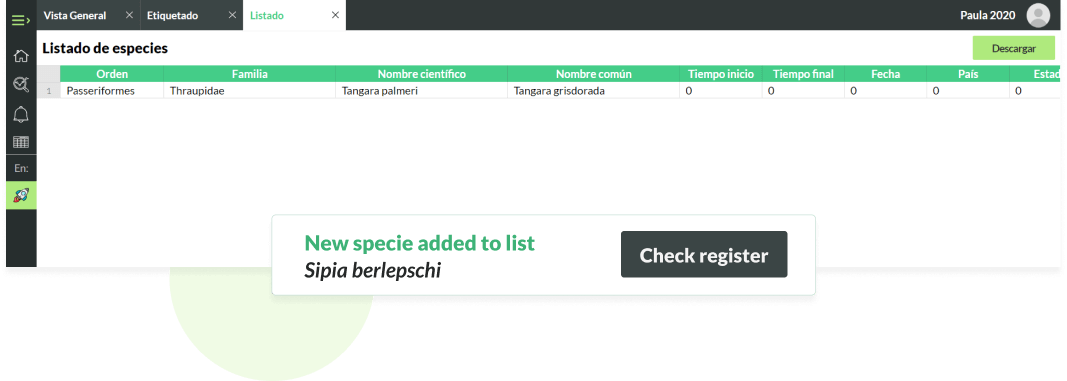 Vista General
Etiquetado
Listado
Paula 2020
Listado de especies
Descargar
Orden Familia Nombre científico Nombre común Tiempo inicio Tiempo final Fecha País Estad
1 Passeriformes Thraupidae Tangara palmeri Tangara grisdorada 0 0 0 0 0
En:
New specie added to list
Sipia berlepschi
Check register